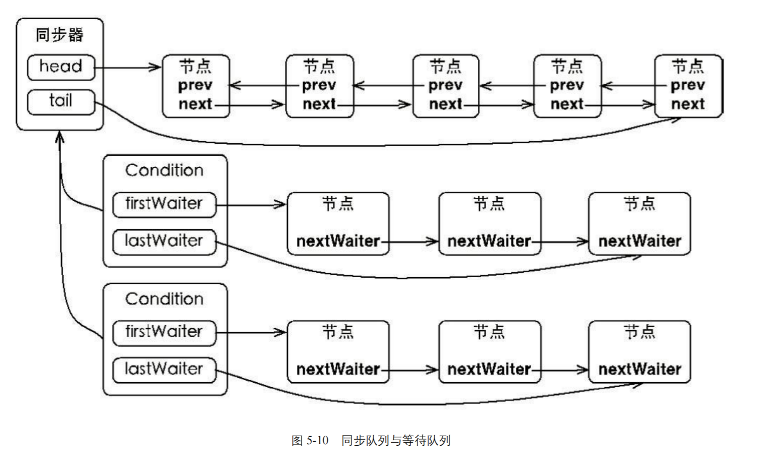 同步器
head
tail
节点
prev
next
节点
prev
next
节点
prev
next
节点
prev
next
节点
prev
next
Condition
firstWaiter
lastWaiter
节点
nextWaiter
节点
nextWaiter
节点
nextWaiter
Condition
firstWaiter
lastWaiter
节点
nextWaiter
节点
nextWaiter
节点
nextWaiter
图 5-10 同步队列与等待队列